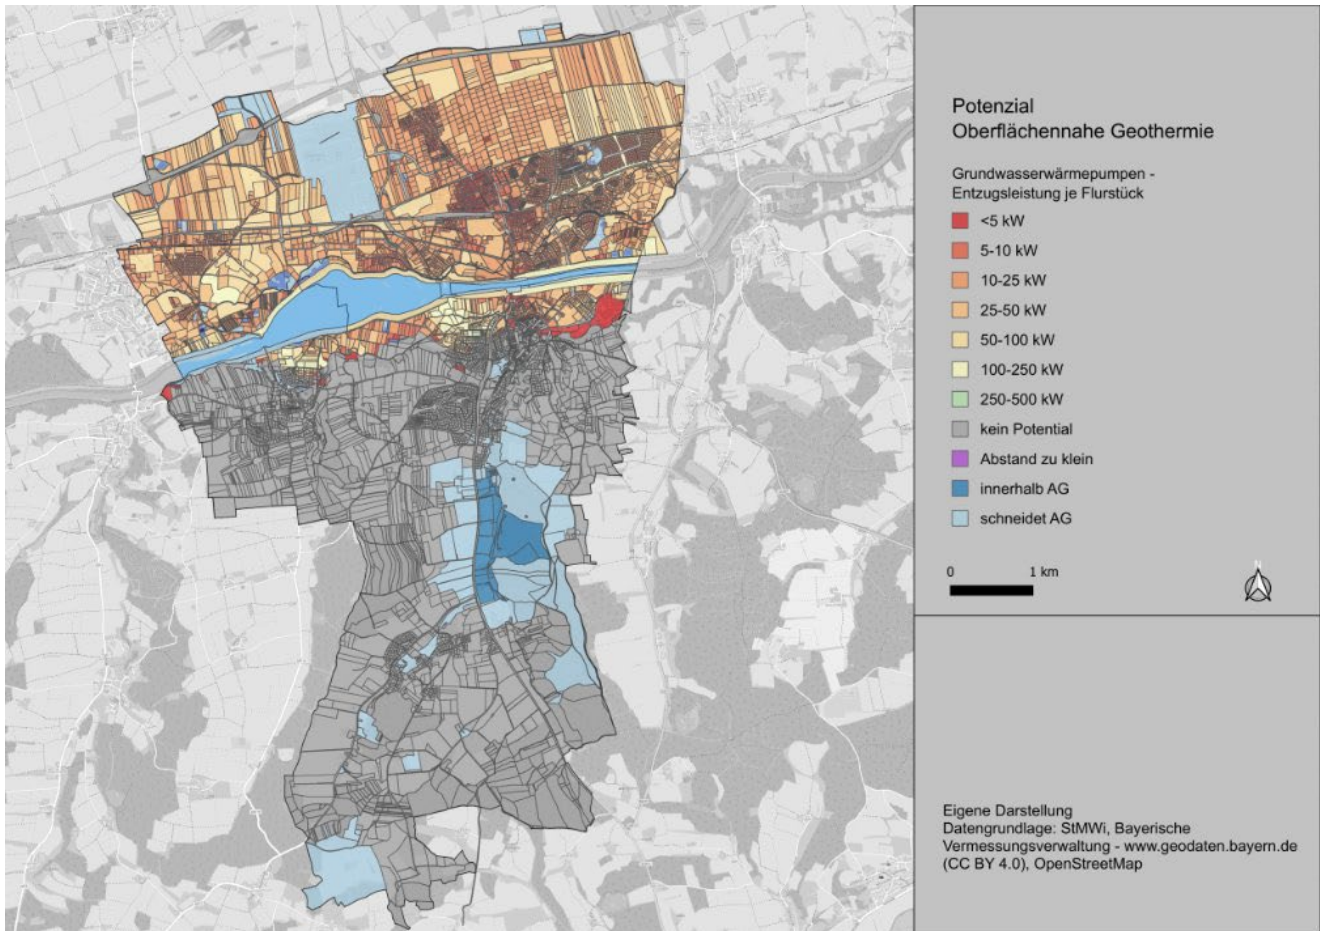 Potenzial
Oberflächennahe Geothermie
Grundwasserwärmepumpen -
Entzugsleistung je Flurstück
<5 kW
5-10 kW
10-25 kW
25-50 kW
50-100 kW
100-250 kW
250-500 kW
kein Potential
Abstand zu klein
innerhalb AG
schneidet AG
0 1 km
N
Eigene Darstellung
Datengrundlage: StMWi, Bayerische
Vermessungsverwaltung - www.geodaten.bayern.de
(CC BY 4.0), OpenStreetMap